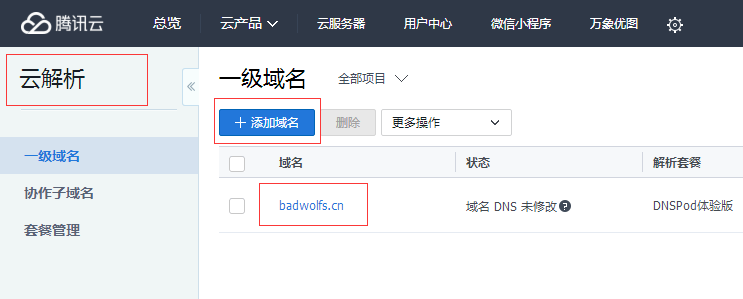 腾讯云 总览 云产品 云服务器 用户中心 微信小程序 万象优图
云解析
一级域名
协作子域名
套餐管理
一级域名 全部项目
+ 添加域名 删除 更多操作
域名 状态 解析套餐
badwolfs.cn 域名 DNS 未修改 ? DNSPod体验版